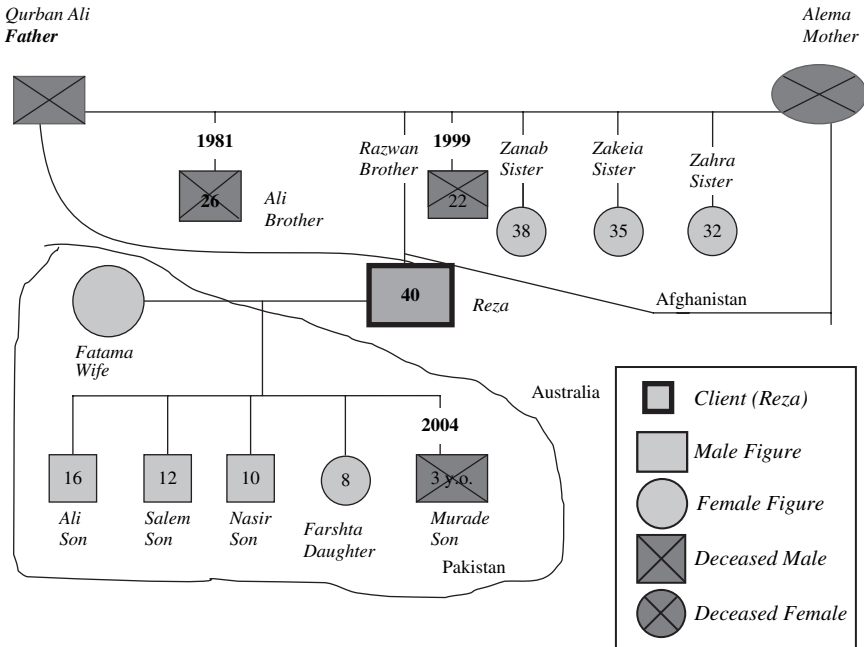 Qurban Ali
Father
Alema
Mother
1981
26
Ali
Brother
Razwan
Brother
1999
22
Zanab
Sister
38
Zakeia
Sister
35
Zahra
Sister
32
40
Reza
Afghanistan
Fatama
Wife
Australia
2004
16
12
10
8
3 y.o.
Ali
Son
Salem
Son
Nasir
Son
Farshta
Daughter
Murade
Son
Pakistan
Client (Reza)
Male Figure
Female Figure
Deceased Male
Deceased Female